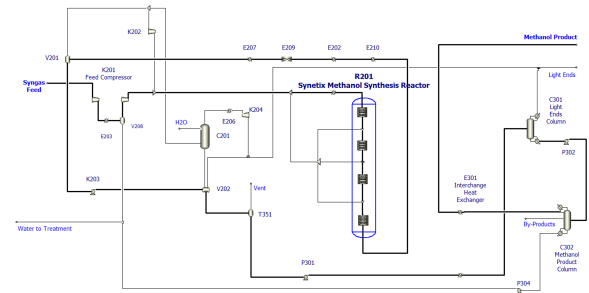 K202
Methanol Product
E207
E209
E202
E210
V201
K201
Feed Compressor
R201
Synetix Methanol Synthesis Reactor
Light Ends
Syngas
Feed
C301
Light
Ends
Column
K204
E206
H2O
C201
E203
V208
P302
K203
E301
Interchange
Heat
Exchanger
V202
Vent
T351
Water to Treatment
By-Products
C302
Methanol
Product
Column
P301
P304